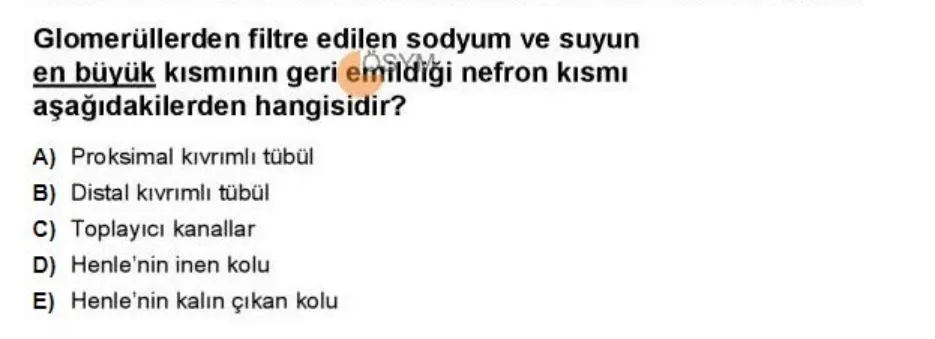 Glomerüllerden filtre edilen sodyum ve suyun
en büyük kısmının geri emildiği nefron kısmı
aşağıdakilerden hangisidir?
A) Proksimal kıvrımlı tübül
B) Distal kıvrımlı tübül
C) Toplayıcı kanallar
D) Henle'nin inen kolu
E) Henle'nin kalın çıkan kolu
ÖSYM